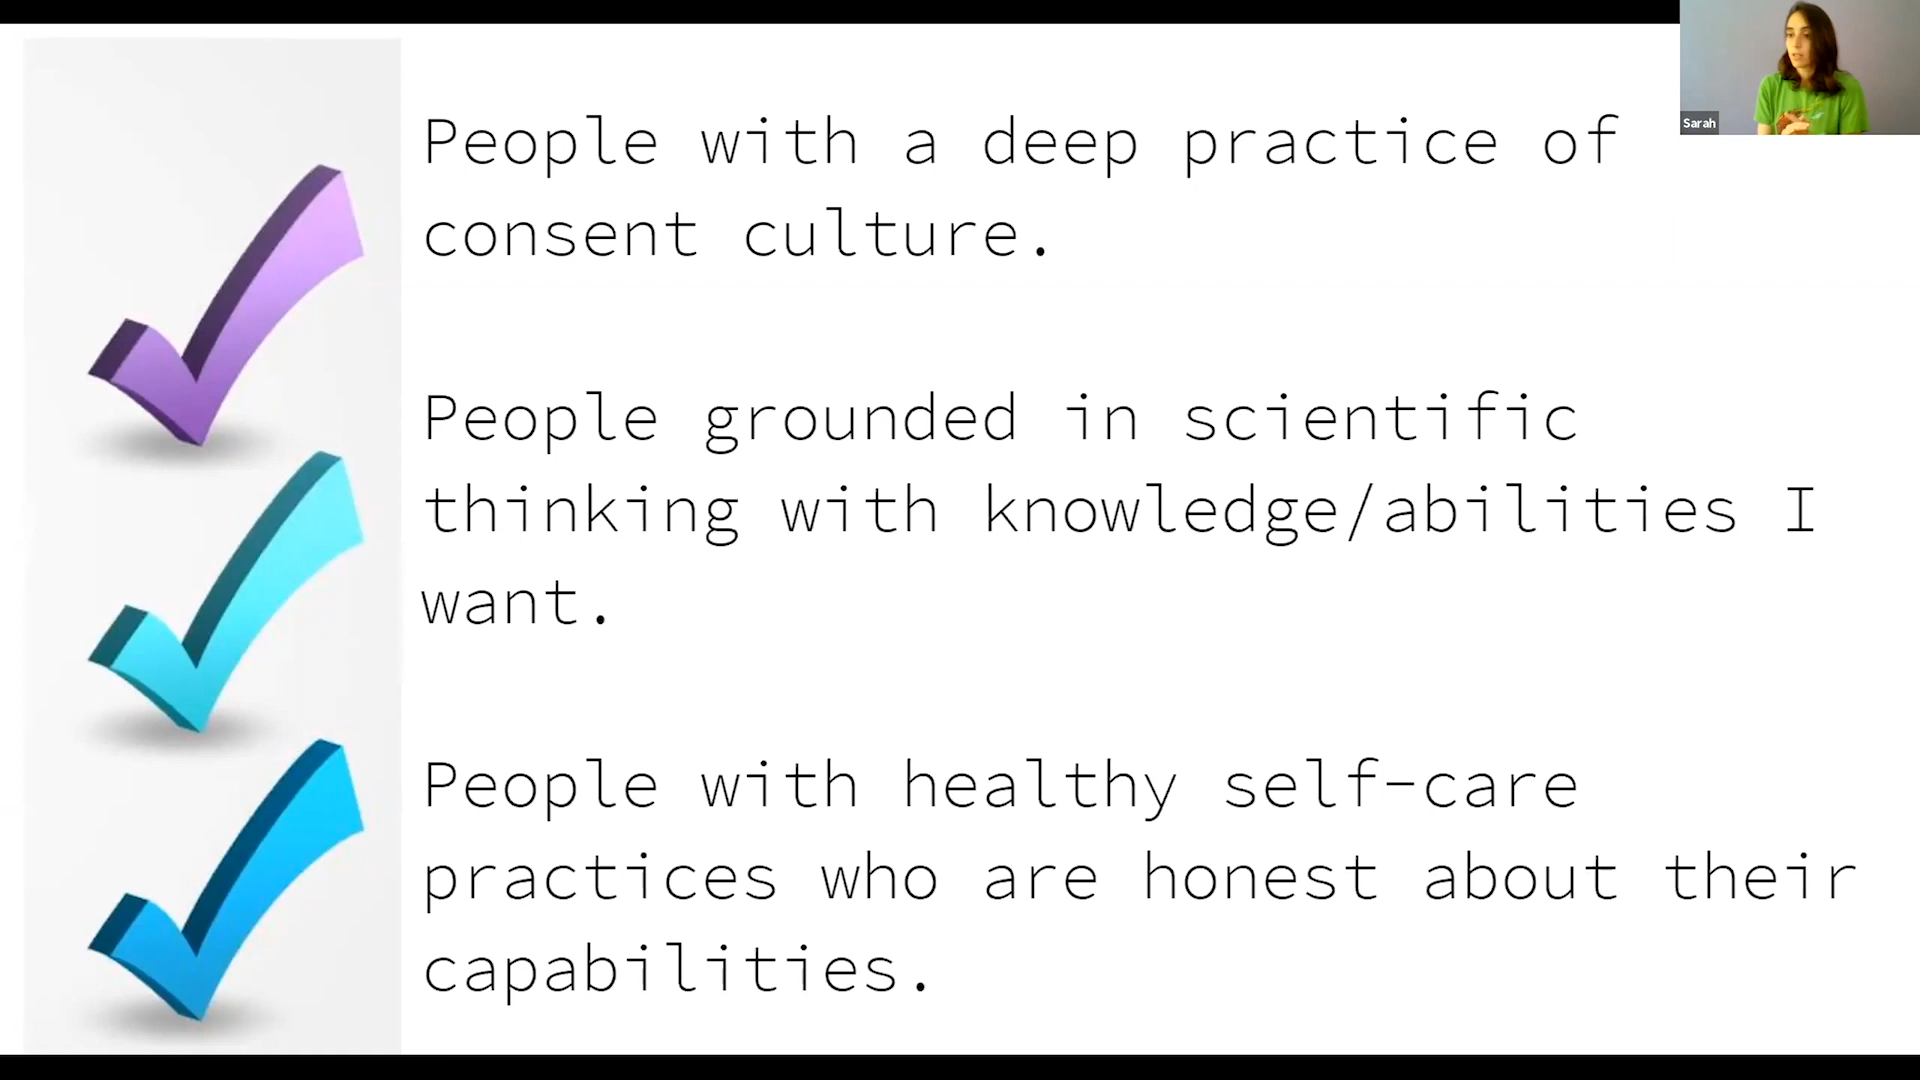 People with a deep practice of
consent culture.
People grounded in scientific
thinking with knowledge/abilities I
want.
People with healthy self-care
practices who are honest about their
capabilities.
Sarah